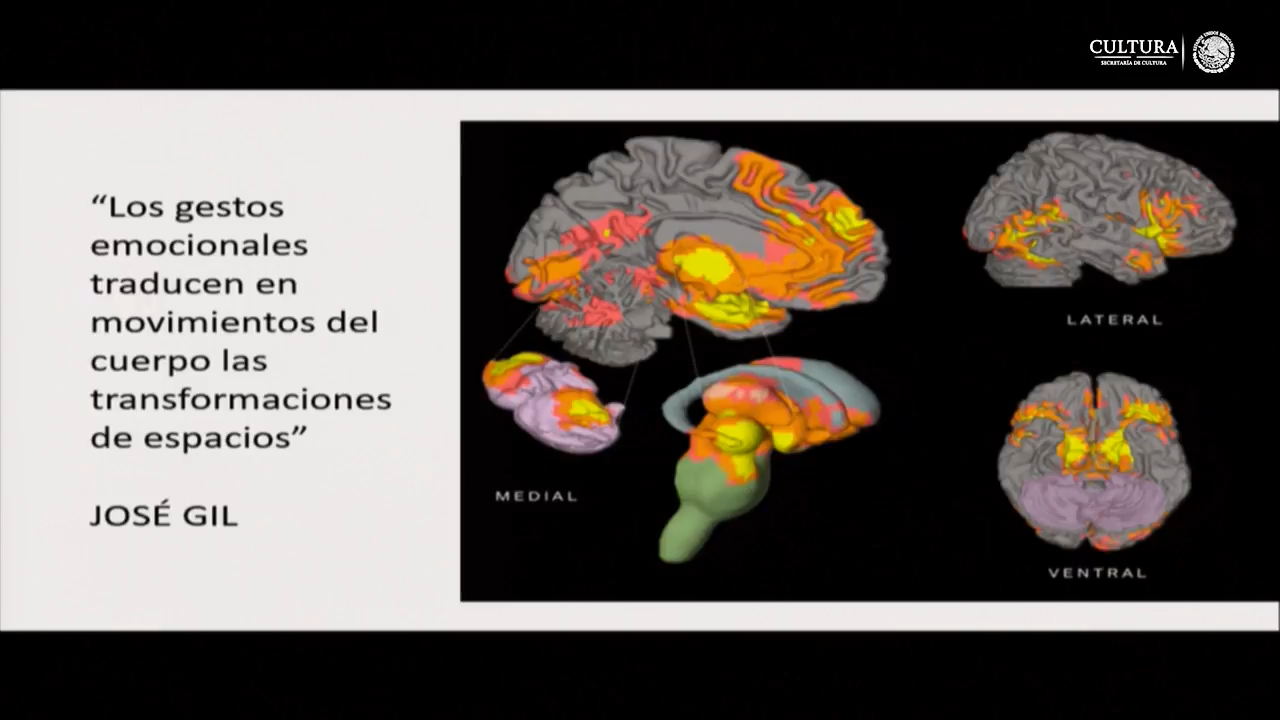 CULTURA
SECRETARÍA DE CULTURA
“Los gestos
emocionales
traducen en
movimientos del
cuerpo las
transformaciones
de espacios”
JOSÉ GIL
MEDIAL
LATERAL
VENTRAL